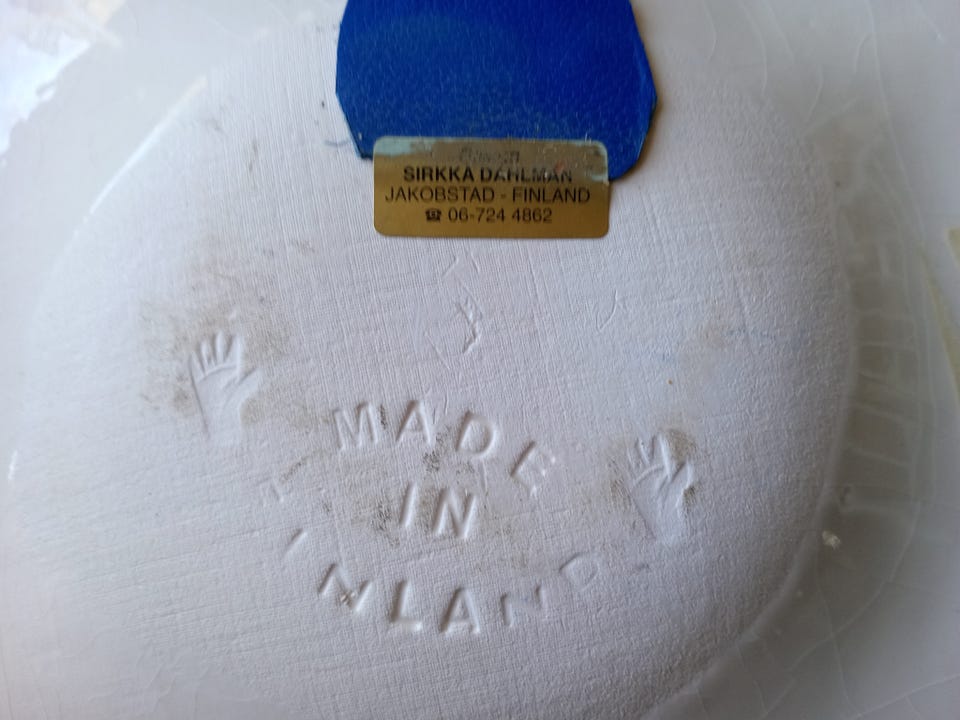 SIRKKA DAHLMAN
JAKOBSTAD - FINLAND
☎ 06-724 4862
MADE
IN
FINLAND